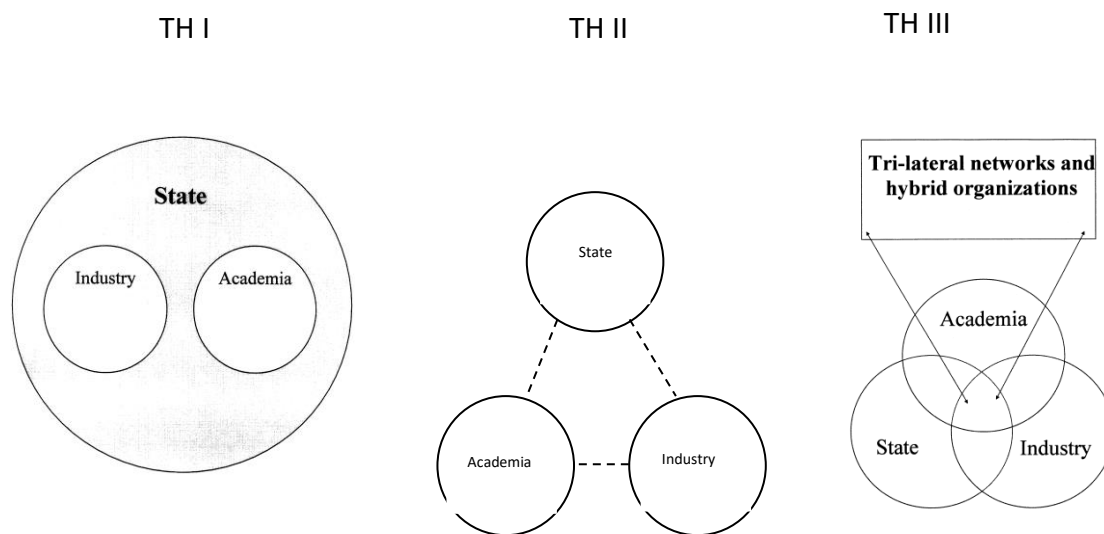 TH I
TH II
TH III
State
Industry
Academia
State
Academia
Industry
Tri-lateral networks and
hybrid organizations
Academia
State
Industry